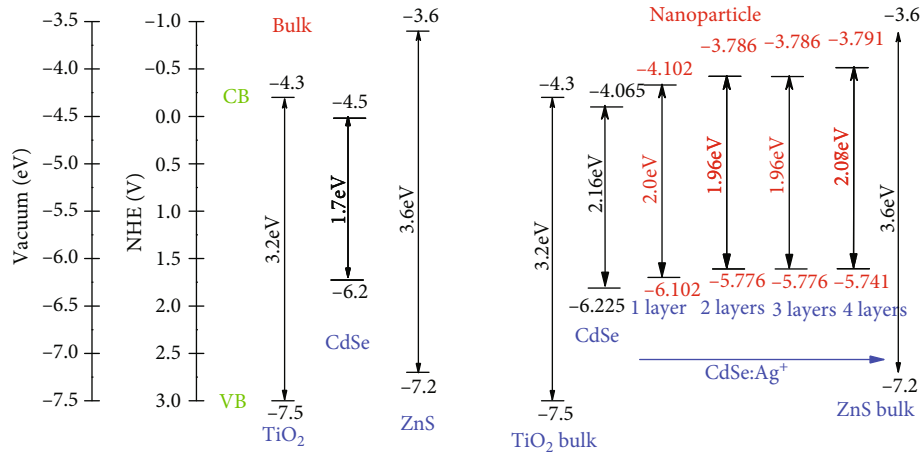 Vacuum (eV)
−3.5
−4.0
−4.5
−5.0
−5.5
−6.0
−6.5
−7.0
−7.5
NHE (V)
−1.0
−0.5
0.0
0.5
1.0
1.5
2.0
2.5
3.0
CB
VB
Bulk
−4.3
3.2eV
−7.5
TiO₂
−4.5
1.7eV
−6.2
CdSe
−3.6
3.6eV
−7.2
ZnS
Nanoparticle
−4.3
3.2eV
−7.5
TiO₂ bulk
−4.065
2.16eV
−6.225
CdSe
−4.102
2.0eV
−6.102
1 layer
−3.786
1.96eV
−5.776
2 layers
−3.786
1.96eV
−5.776
3 layers
−3.791
−5.741
4 layers
CdSe:Ag⁺
−3.6
3.6eV
−7.2
ZnS bulk